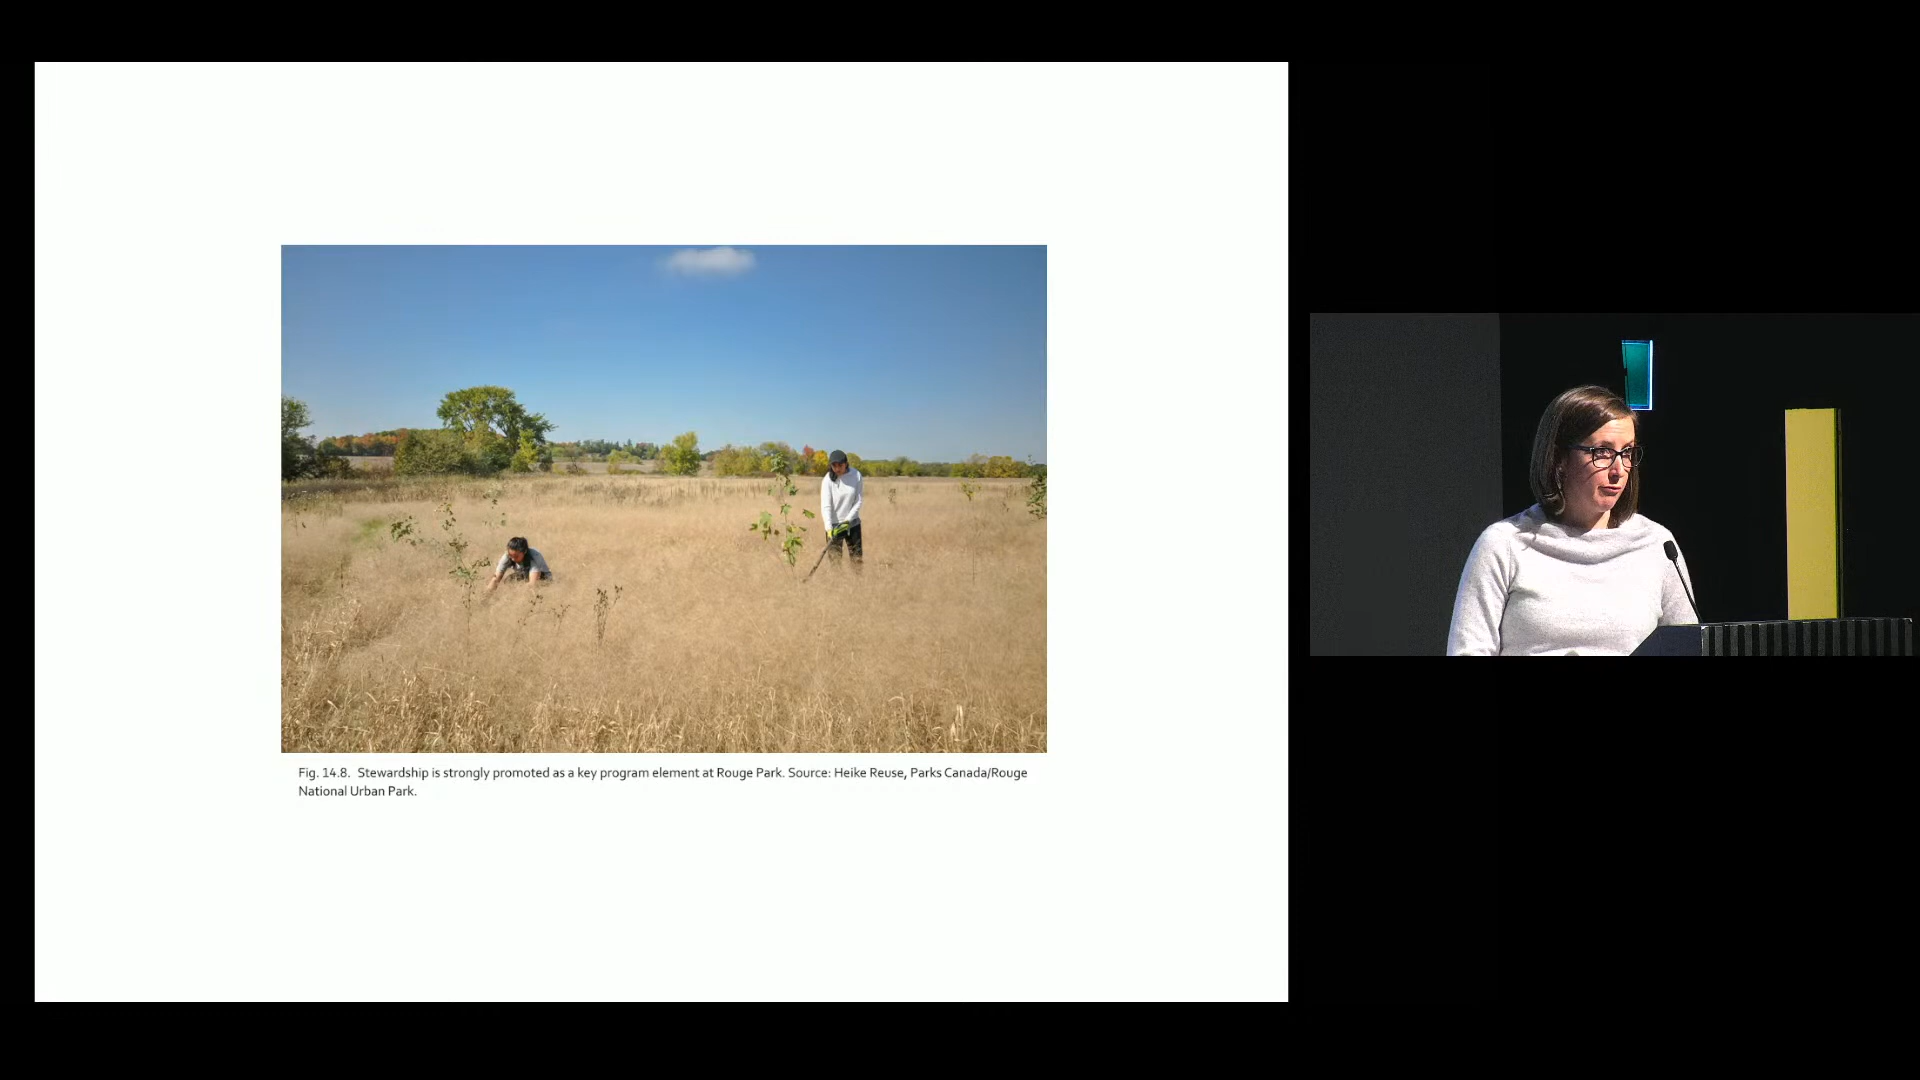 Fig. 14.8. Stewardship is strongly promoted as a key program element at Rouge Park. Source: Heike Reuse, Parks Canada/Rouge
National Urban Park.